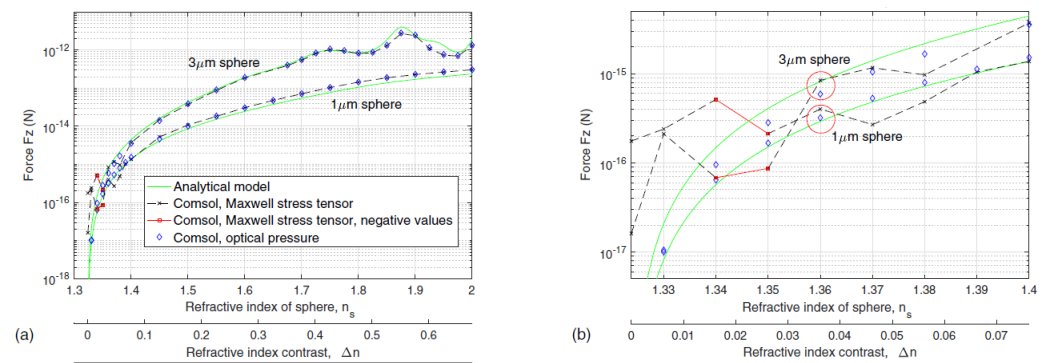 10^-12
10^-14
10^-16
10^-18
Force Fz (N)
3μm sphere
1μm sphere
Analytical model
Comsol, Maxwell stress tensor
Comsol, Maxwell stress tensor, negative values
Comsol, optical pressure
1.3 1.4 1.5 1.6 1.7 1.8 1.9 2
Refractive index of sphere, n_s
(a)
0 0.1 0.2 0.3 0.4 0.5 0.6
Refractive index contrast, Δn
10^-15
10^-16
10^-17
Force Fz (N)
3μm sphere
1μm sphere
1.33 1.34 1.35 1.36 1.37 1.38 1.39 1.4
Refractive index of sphere, n_s
(b)
0 0.01 0.02 0.03 0.04 0.05 0.06 0.07
Refractive index contrast, Δn